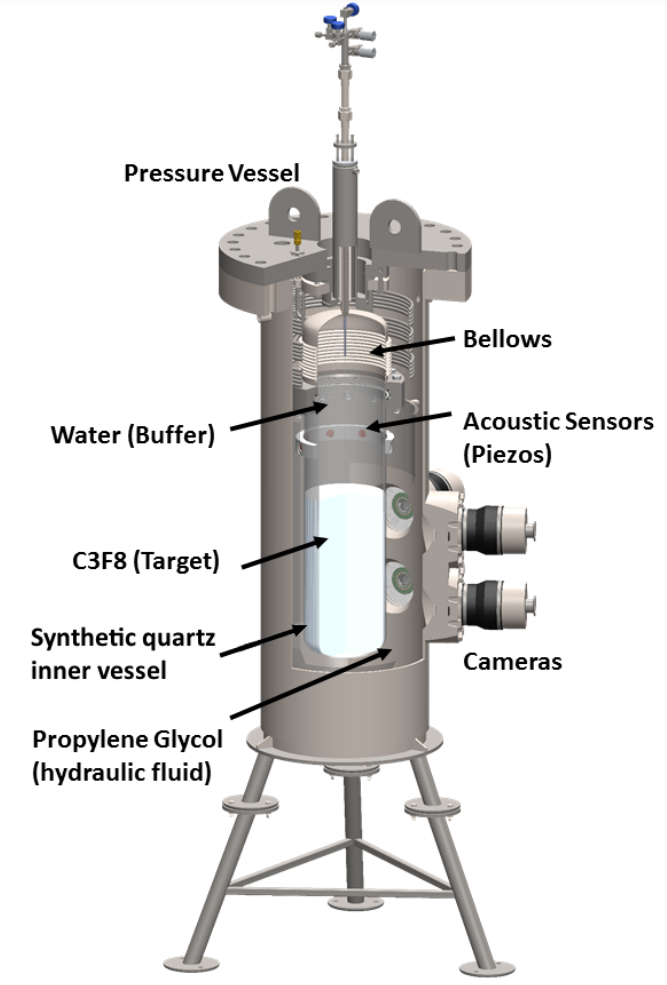 Pressure Vessel
Bellows
Water (Buffer)
Acoustic Sensors
(Piezos)
C3F8 (Target)
Synthetic quartz
inner vessel
Cameras
Propylene Glycol
(hydraulic fluid)